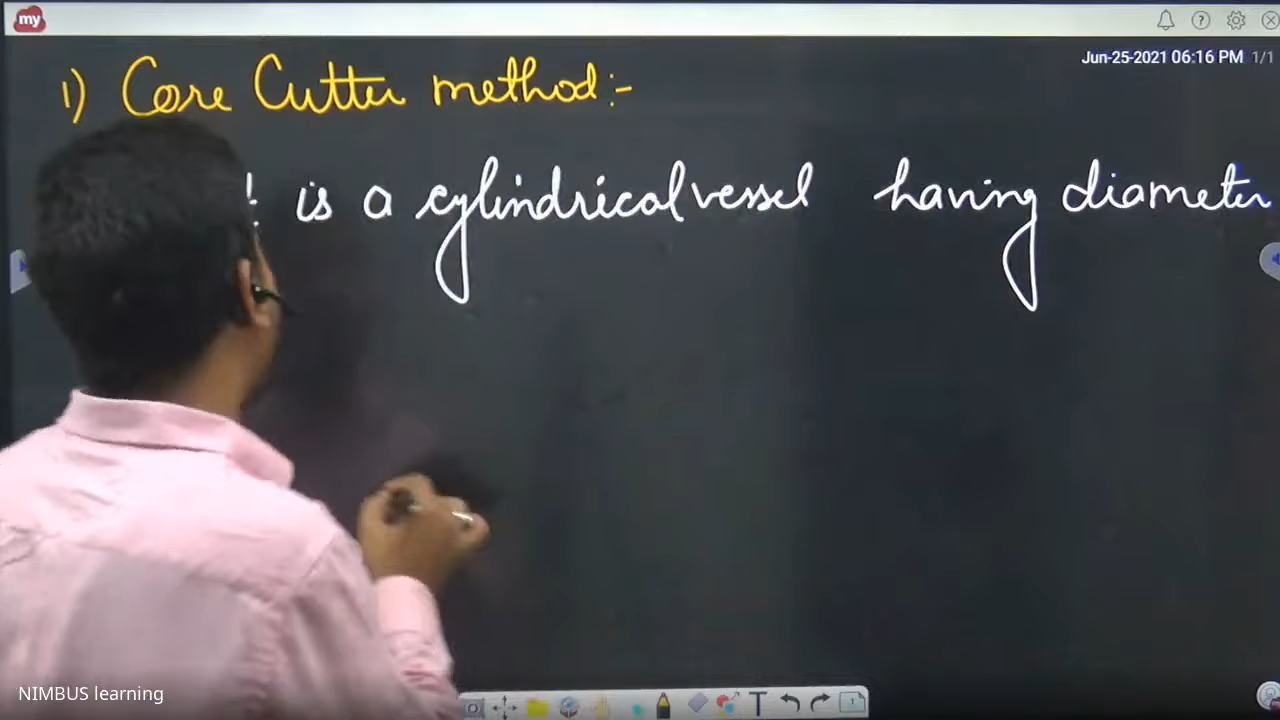 my
Jun-25-2021 06:16 PM 1/1
1) Core Cutter method:-
is a cylindrical vessel having diameter
T
NIMBUS learning